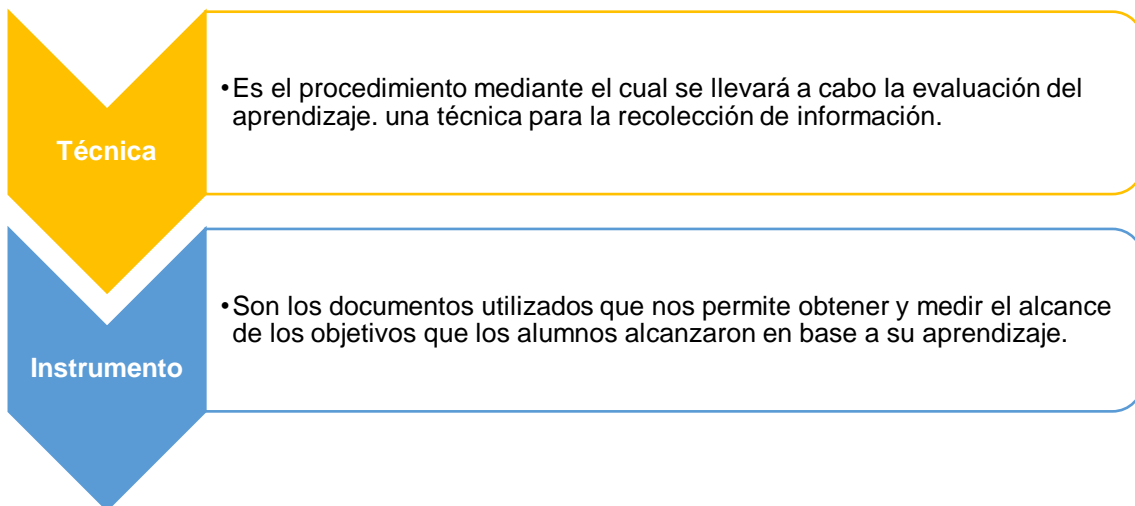 Técnica
•Es el procedimiento mediante el cual se llevará a cabo la evaluación del
aprendizaje. una técnica para la recolección de información.
Instrumento
•Son los documentos utilizados que nos permite obtener y medir el alcance
de los objetivos que los alumnos alcanzaron en base a su aprendizaje.